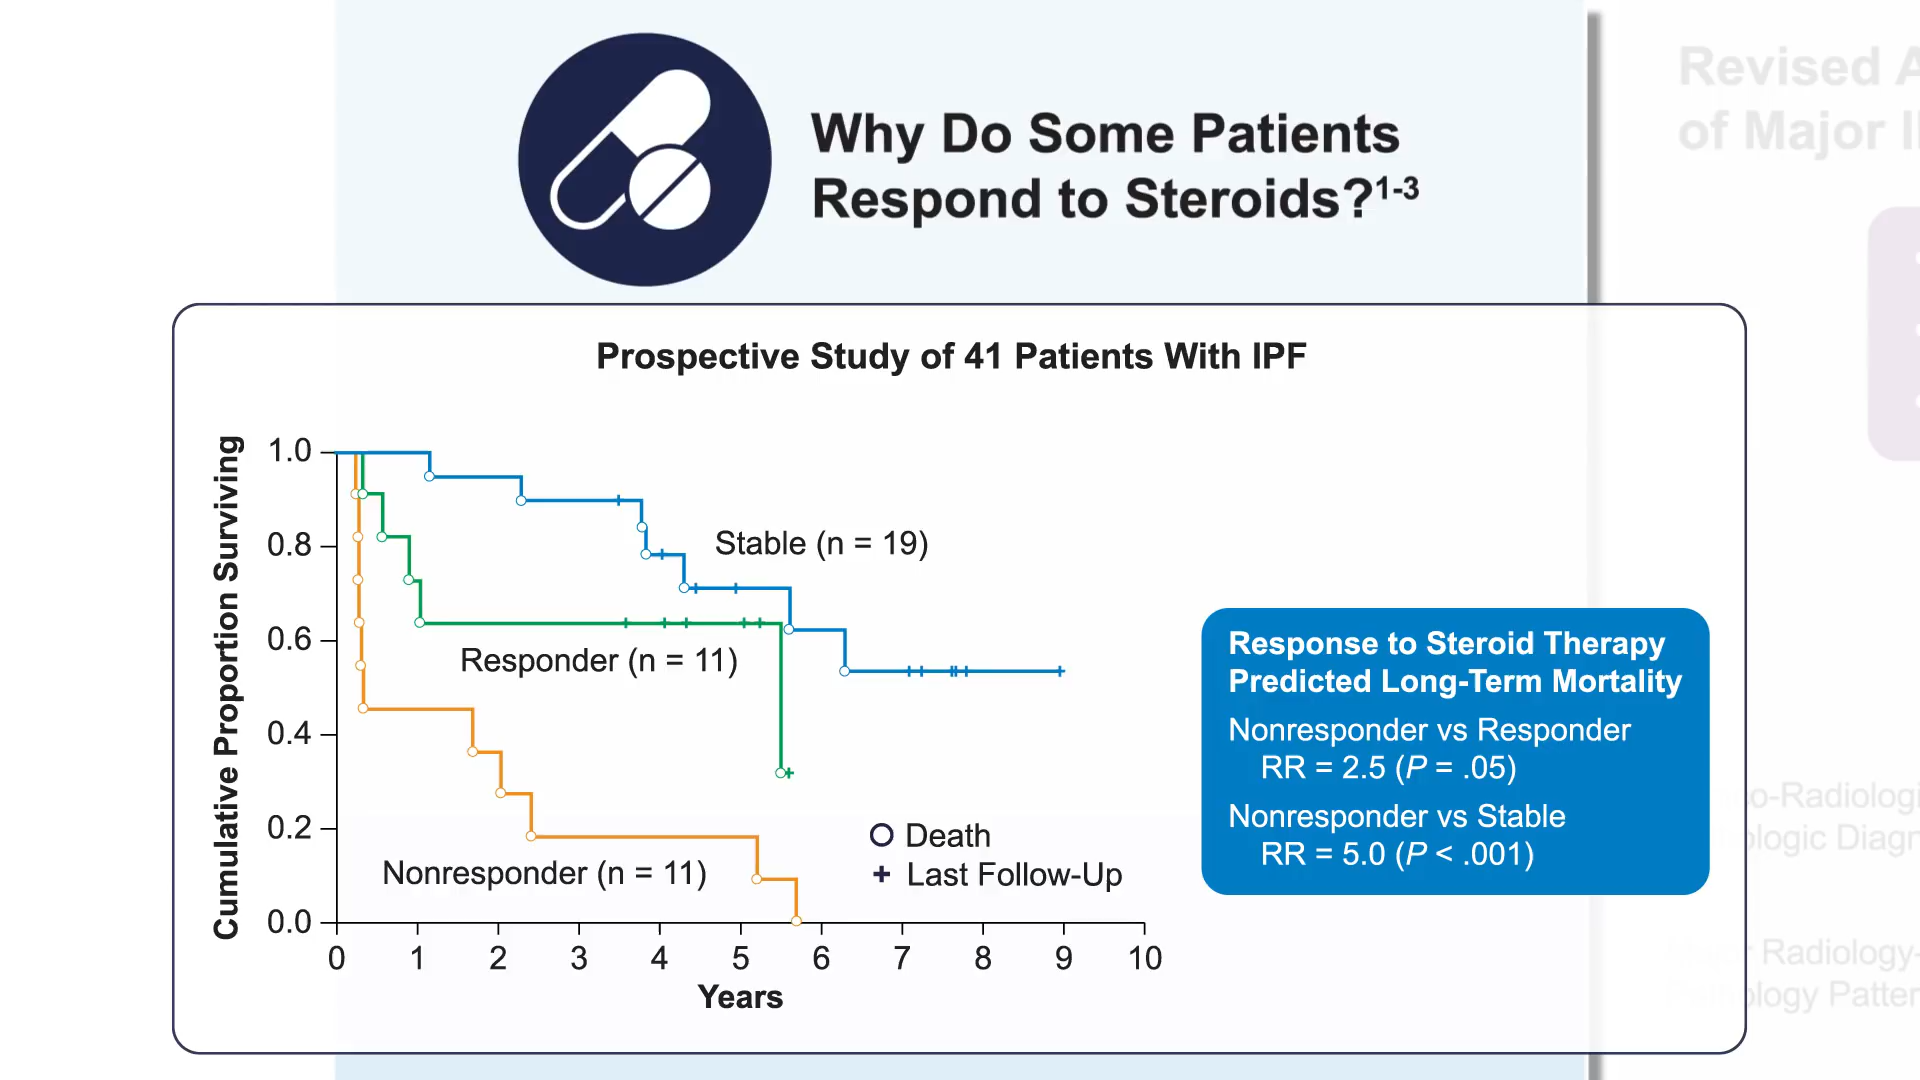 Why Do Some Patients
Respond to Steroids?1-3
Revised
of Major
Prospective Study of 41 Patients With IPF
Cumulative Proportion Surviving
1.0
0.8
0.6
0.4
0.2
0.0
Stable (n = 19)
Responder (n = 11)
Nonresponder (n = 11)
Death
+ Last Follow-Up
0 1 2 3 4 5 6 7 8 9 10
Years
Response to Steroid Therapy
Predicted Long-Term Mortality
Nonresponder vs Responder
RR = 2.5 (P = .05)
Nonresponder vs Stable
RR = 5.0 (P < .001)
Radiology-